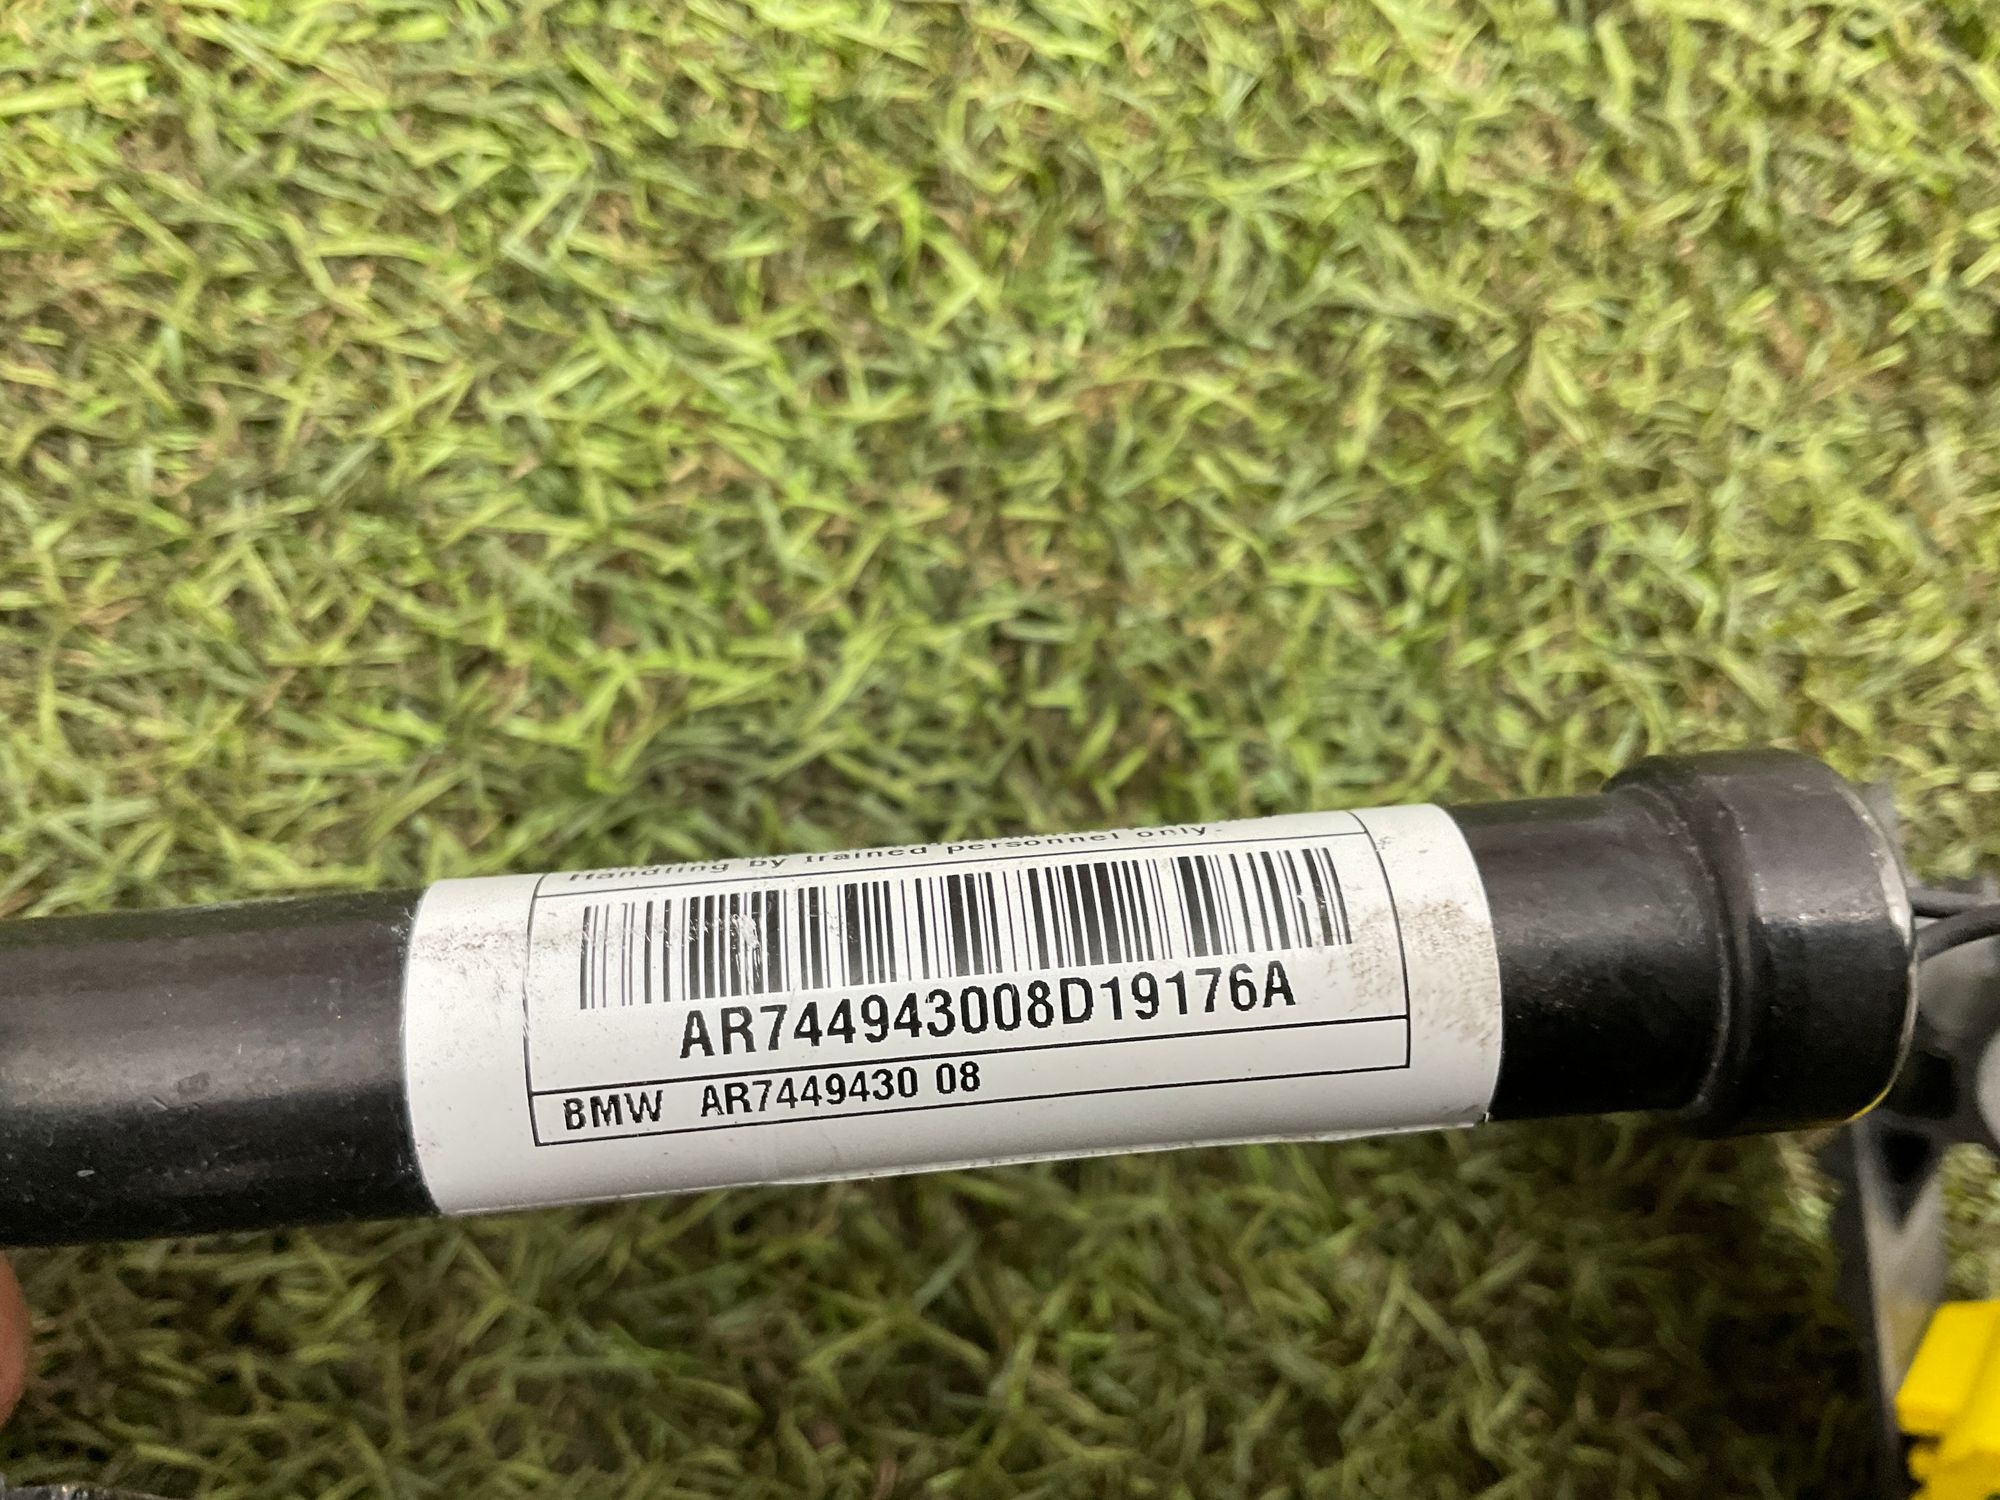 Handling by trained personnel only.
AR744943008D19176A
BMW AR7449430 08